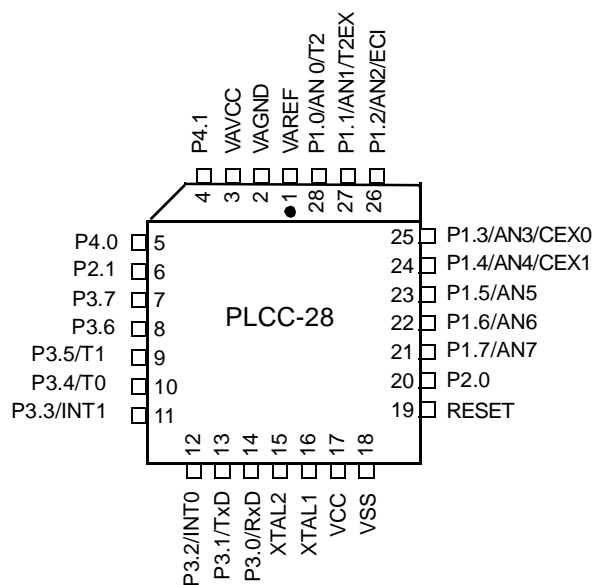 P4.1
VAVCC
VAGND
VAREF
P1.0/AN 0/T2
P1.1/AN1/T2EX
P1.2/AN2/ECI
4
3
2
1
28
27
26
P4.0
5
P2.1
6
P3.7
7
P3.6
8
P3.5/T1
9
P3.4/T0
10
P3.3/INT1
11
PLCC-28
25
P1.3/AN3/CEX0
24
P1.4/AN4/CEX1
23
P1.5/AN5
22
P1.6/AN6
21
P1.7/AN7
20
P2.0
19
RESET
12
13
14
15
16
17
18
P3.2/INT0
P3.1/TxD
P3.0/RxD
XTAL2
XTAL1
VCC
VSS